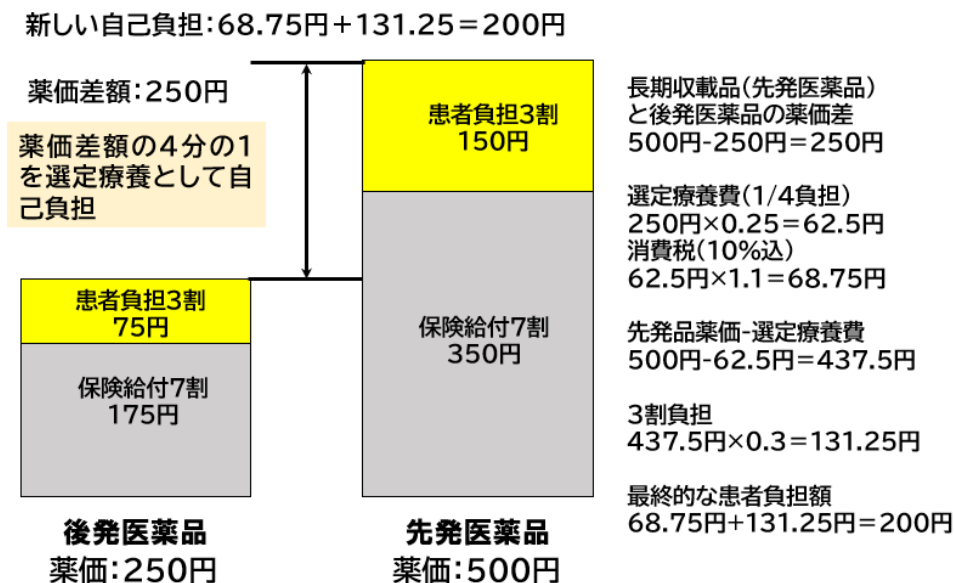 新しい自己負担：68.75円＋131.25＝200円
薬価差額：250円
薬価差額の４分の１
を選定療養として自
己負担
患者負担3割
75円
保険給付7割
175円
後発医薬品
薬価：250円
患者負担3割
150円
保険給付7割
350円
先発医薬品
薬価：500円
長期収載品（先発医薬品）
と後発医薬品の薬価差
500円-250円＝250円
選定療養費（1/4負担）
250円×0.25＝62.5円
消費税（10%込）
62.5円×1.1＝68.75円
先発品薬価-選定療養費
500円-62.5円＝437.5円
3割負担
437.5円×0.3＝131.25円
最終的な患者負担額
68.75円+131.25円＝200円